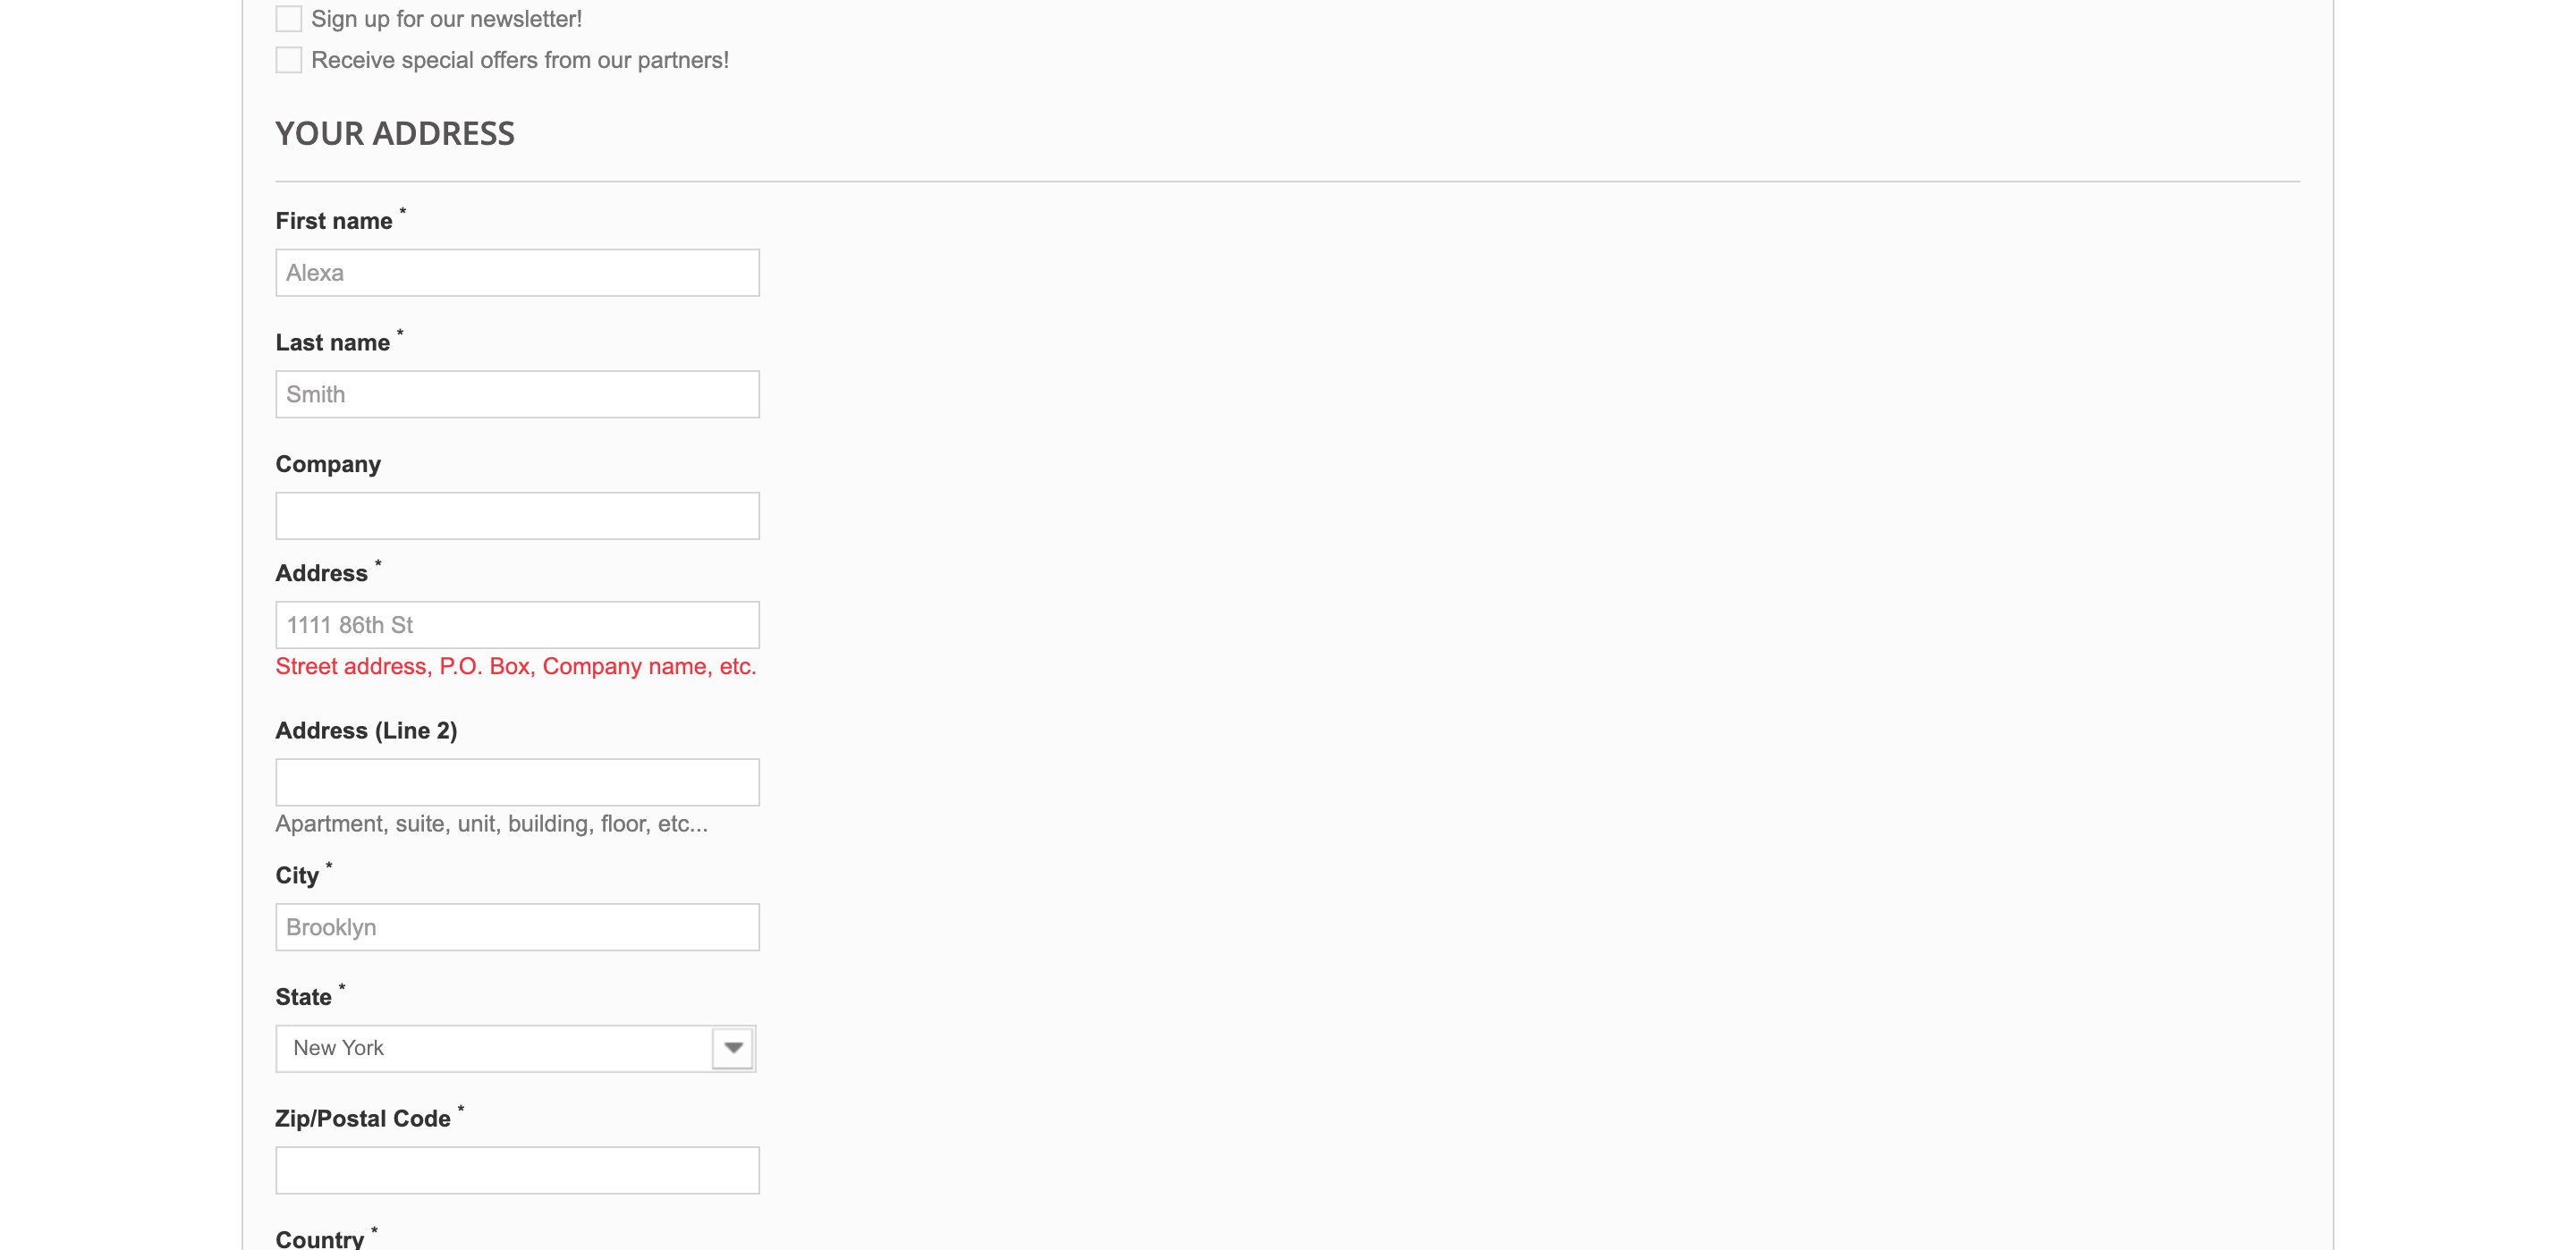 Sign up for our newsletter!
Receive special offers from our partners!
YOUR ADDRESS
First name *
Alexa
Last name *
Smith
Company
Address *
1111 86th St
Street address, P.O. Box, Company name, etc.
Address (Line 2)
Apartment, suite, unit, building, floor, etc...
City *
Brooklyn
State *
New York
Zip/Postal Code *
Country *